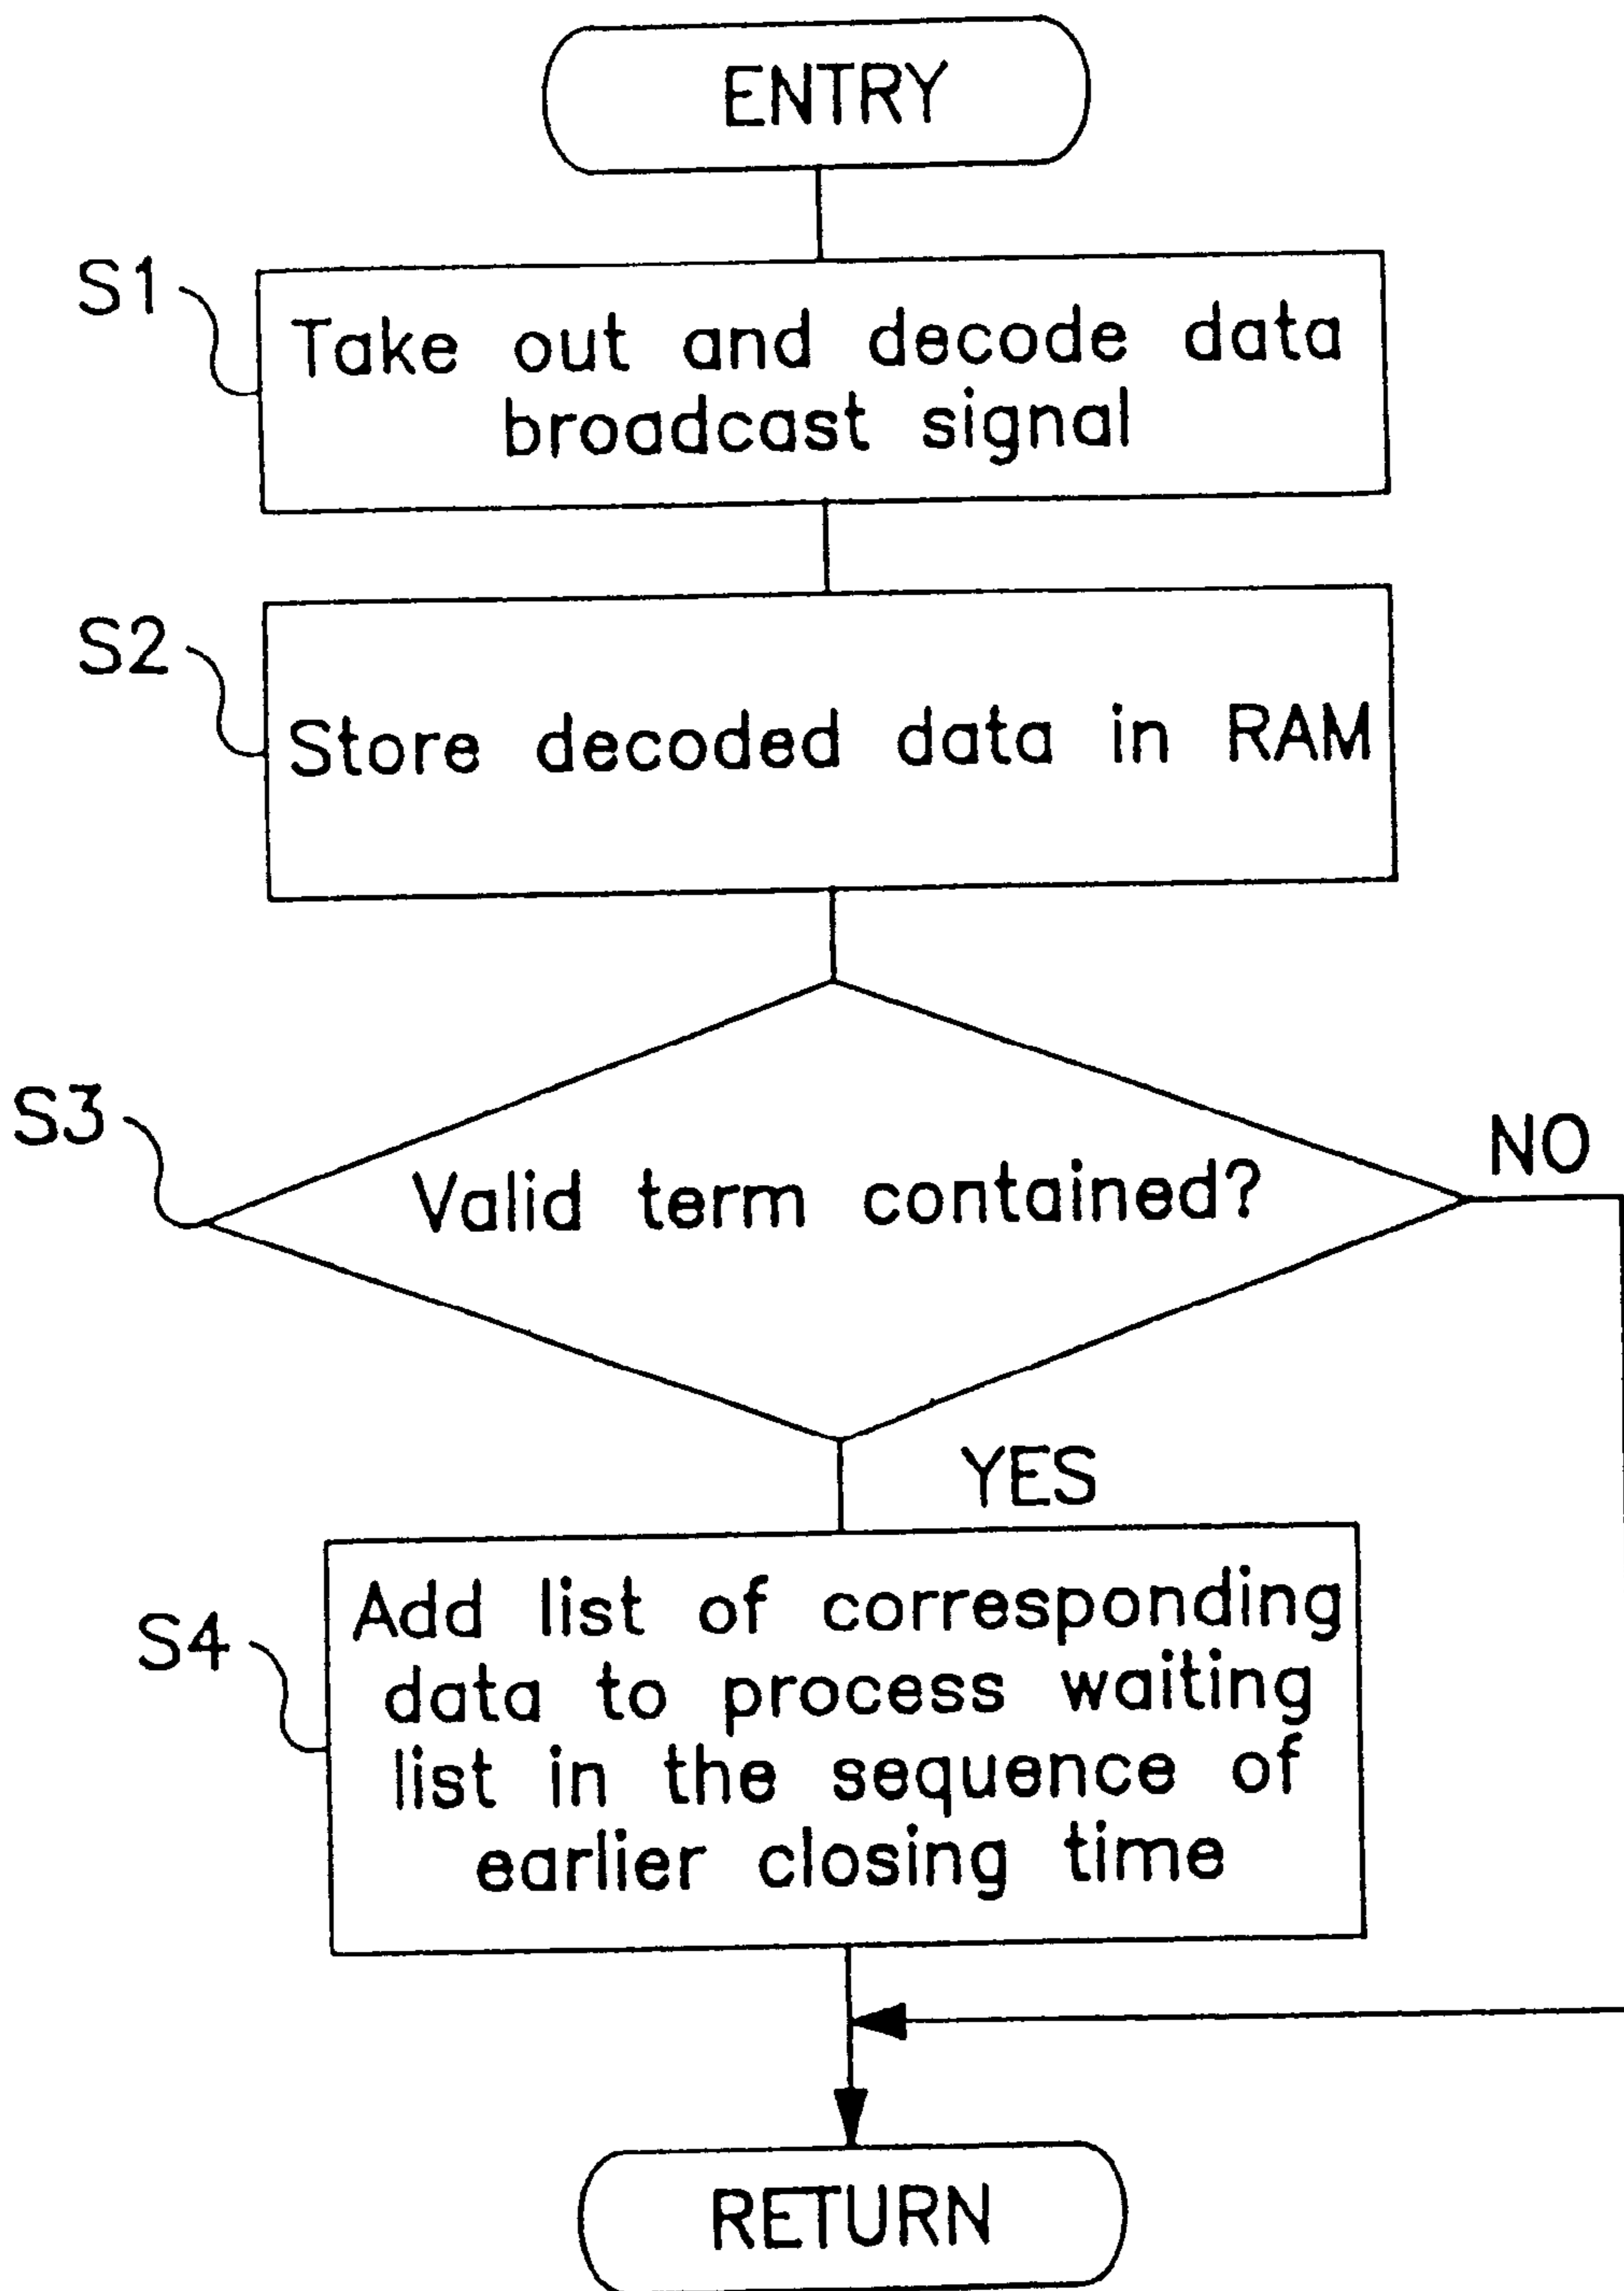 ENTRY
S1
Take out and decode data
broadcast signal
S2
Store decoded data in RAM
S3
Valid term contained?
NO
YES
S4
Add list of corresponding
data to process waiting
list in the sequence of
earlier closing time
RETURN